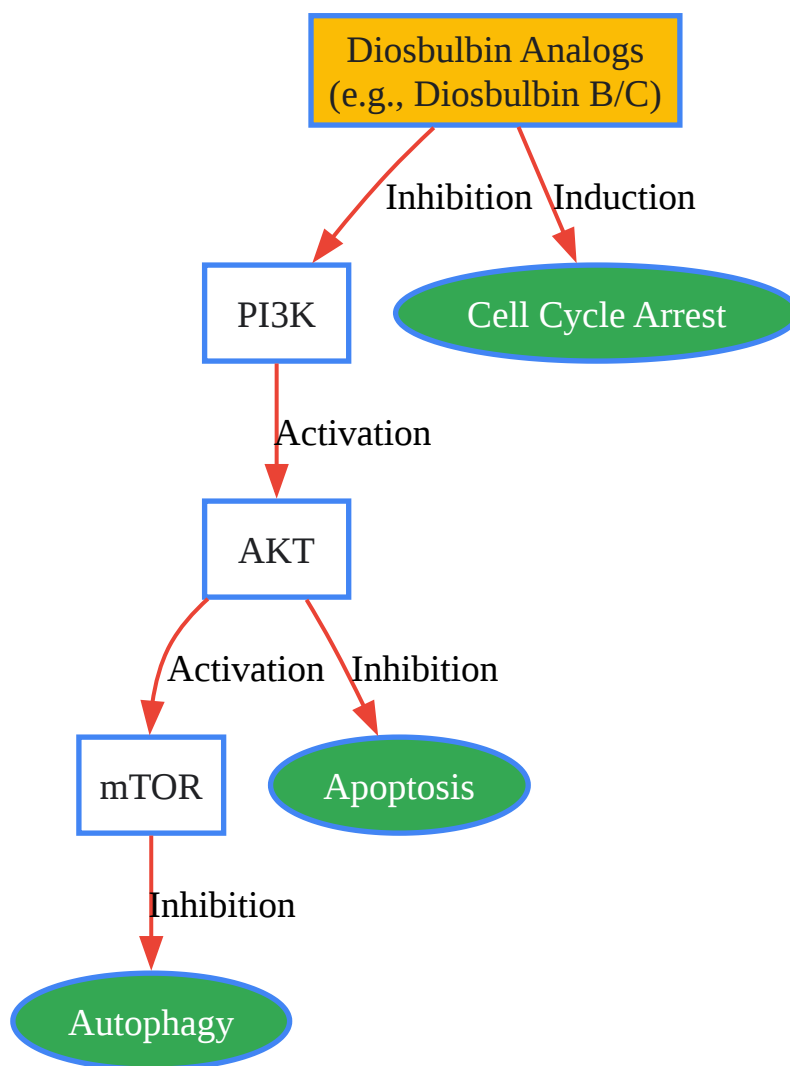 Diosbulbin Analogs
(e.g., Diosbulbin B/C)
Inhibition
Induction
PI3K
Cell Cycle Arrest
Activation
AKT
Activation
Inhibition
mTOR
Apoptosis
Inhibition
Autophagy